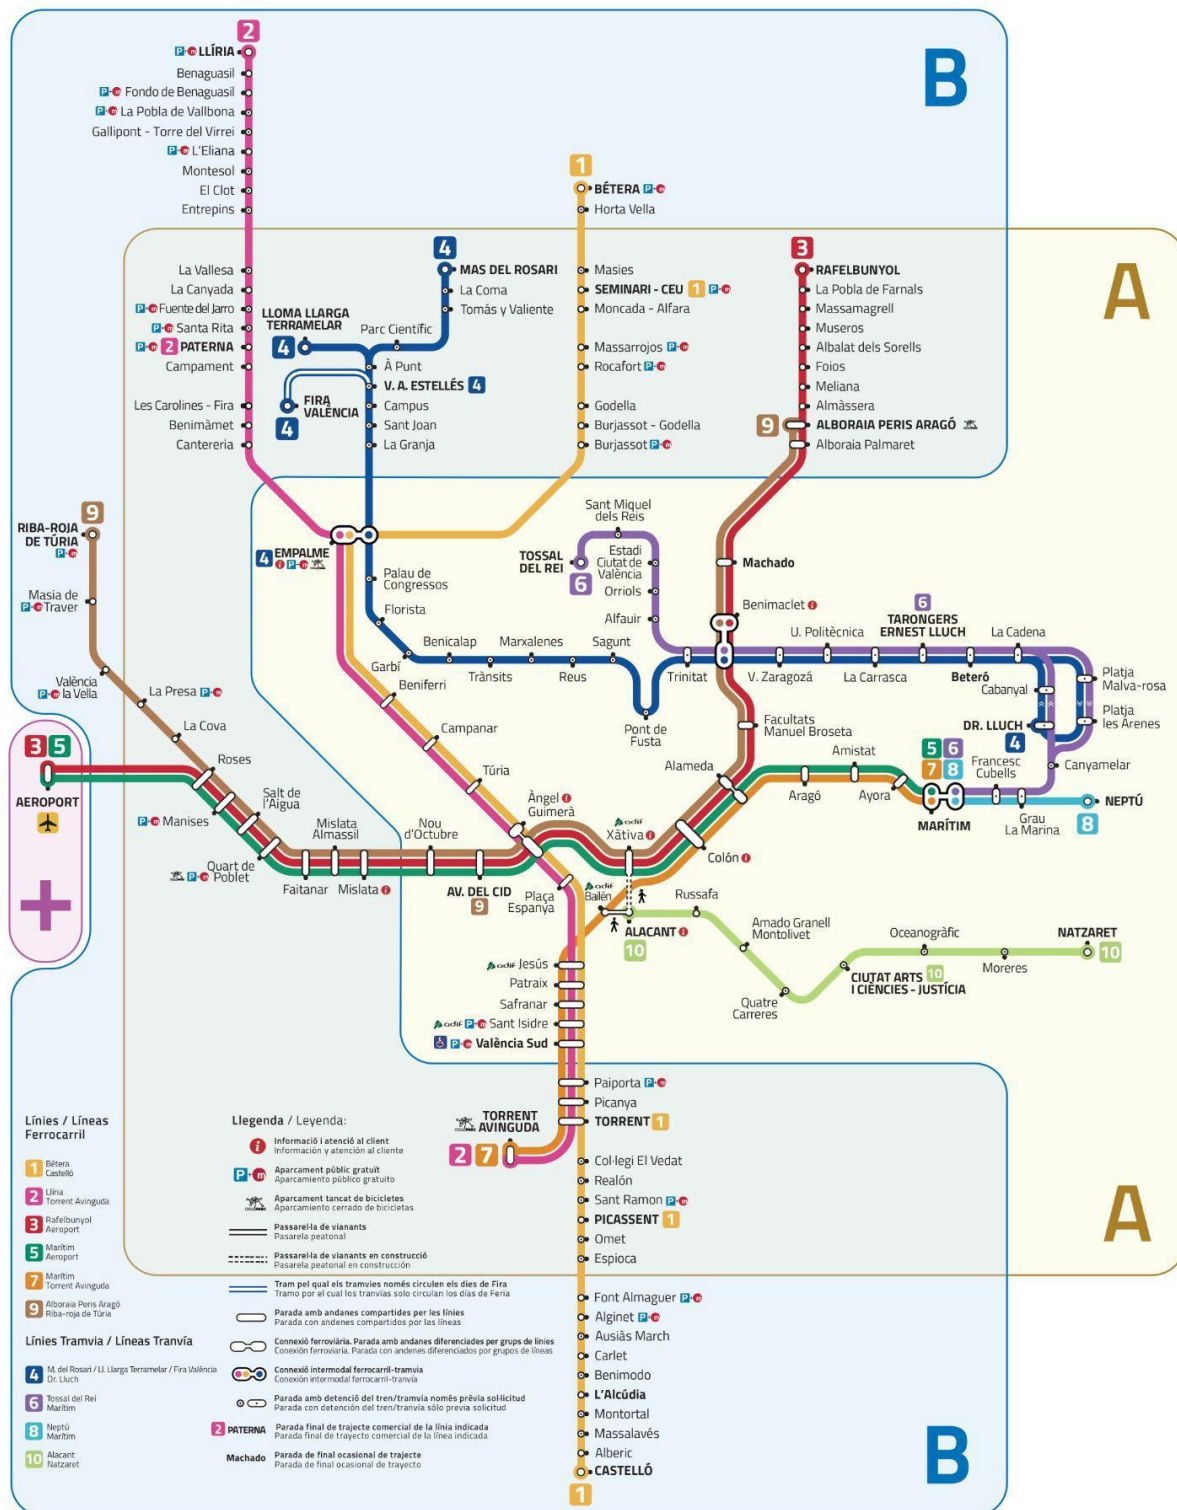 2
LLÍRIA
Benaguasil
Fondo de Benaguasil
La Pobla de Vallbona
Gallipont - Torre del Virrei
L'Eliana
Montesol
El Clot
Entrepins
B
1
BÉTERA
Horta Vella
La Vallesa
La Canyada
Fuente del Jarro
Santa Rita
2 PATERNA
Campament
Les Carolines - Fira
Benimàmet
Cantereria
4
MAS DEL ROSARI
La Coma
Tomás y Valiente
Parc Científic
LLOMA LLARGA
TERRAMELAR
4
À Punt
V. A. ESTELLÉS 4
FIRA
VALÈNCIA
4
Campus
Sant Joan
La Granja
Masies
SEMINARI - CEU 1
Moncada - Alfara
Massarrojos
Rocafort
Godella
Burjassot - Godella
Burjassot
3
RAFELBUNYOL
La Pobla de Farnals
Massamagrell
Museros
Albalat dels Sorells
Foios
Meliana
Almàssera
9 ALBORAIA PERIS ARAGÓ
Alboraia Palmaret
A
9
RIBA-ROJA
DE TÚRIA
Masia de
Traver
València
la Vella
La Presa
La Cova
Roses
3 5
AEROPORT
Manises
Salt de
l'Aigua
Quart de
Poblet
Faitanar
Mislata
Almassil
Mislata
Nou
d'Octubre
AV. DEL CID
9
4 EMPALME
Palau de
Congressos
Florista
Garbí
Benicalap
Trànsits
Marxalenes
Reus
Sagunt
Pont de
Fusta
Trinitat
Beniferri
Campanar
Túria
Àngel
Guimerà
Plaça
Espanya
Sant Miquel
dels Reis
TOSSAL
DEL REI
6
Estadi
Ciutat de
València
Orriols
Alfauir
Machado
Benimaclet
V. Zaragozá
U. Politècnica
La Carrasca
6
TARONGERS
ERNEST LLUCH
Beteró
La Cadena
Cabanyal
Platja
Malva-rosa
Platja
les Arenes
DR. LLUCH
4
Canyamelar
Facultats
Manuel Broseta
Alameda
Aragó
Amistat
Ayora
5 6
7 8
MARÍTIM
Francesc
Cubells
Grau
La Marina
NEPTÚ
8
adif
Xàtiva
Colón
adif
Bailén
ALACANT
10
Russafa
Amado Granell
Montolivet
Quatre
Carreres
CIUTAT ARTS 10
I CIÈNCIES - JUSTÍCIA
Oceanogràfic
Moreres
NATZARET
10
adif Jesús
Patraix
Safranar
adif Sant Isidre
València Sud
Paiporta
Picanya
TORRENT 1
TORRENT
AVINGUDA
2 7
Col·legi El Vedat
Realón
Sant Ramon
PICASSENT 1
Omet
Espioca
A
Font Almaguer
Alginet
Ausiàs March
Carlet
Benimodo
L'Alcúdia
Montortal
Massalavés
Alberic
CASTELLÓ
1
B
Línies / Líneas
Ferrocarril
1 Bétera
Castelló
2 Llíria
Torrent Avinguda
3 Rafelbunyol
Aeroport
5 Marítim
Aeroport
7 Marítim
Torrent Avinguda
9 Alboraia Peris Aragó
Riba-roja de Túria
Línies Tramvia / Líneas Tranvía
4 M. del Rosari / Ll. Llarga Terramelar / Fira València
Dr. Lluch
6 Tossal del Rei
Marítim
8 Neptú
Marítim
10 Alacant
Natzaret
Llegenda / Leyenda:
Informació i atenció al client
Información y atención al cliente
Aparcament públic gratuït
Aparcamiento público gratuito
Aparcament tancat de bicicletes
Aparcamiento cerrado de bicicletas
Passarel·la de vianants
Pasarela peatonal
Passarel·la de vianants en construcció
Pasarela peatonal en construcción
Tram pel qual els tramvies només circulen els dies de Fira
Tramo por el cual los tranvías solo circulan los días de Feria
Parada amb andanes compartides per les línies
Parada con andenes compartidos por las líneas
Connexió ferroviària. Parada amb andanes diferenciades per grups de línies
Conexión ferroviaria. Parada con andenes diferenciados por grupos de líneas
Connexió intermodal ferrocarril-tramvia
Conexión intermodal ferrocarril-tranvía
Parada amb detenció del tren/tramvia només prèvia sol·licitud
Parada con detención del tren/tranvía sólo previa solicitud
2 PATERNA Parada final de trajecte comercial de la línia indicada
Parada final de trayecto comercial de la línea indicada
Machado Parada de final ocasional de trajecte
Parada de final ocasional de trayecto